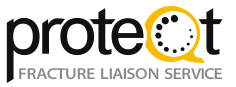 proteQt
FRACTURE LIAISON SERVICE